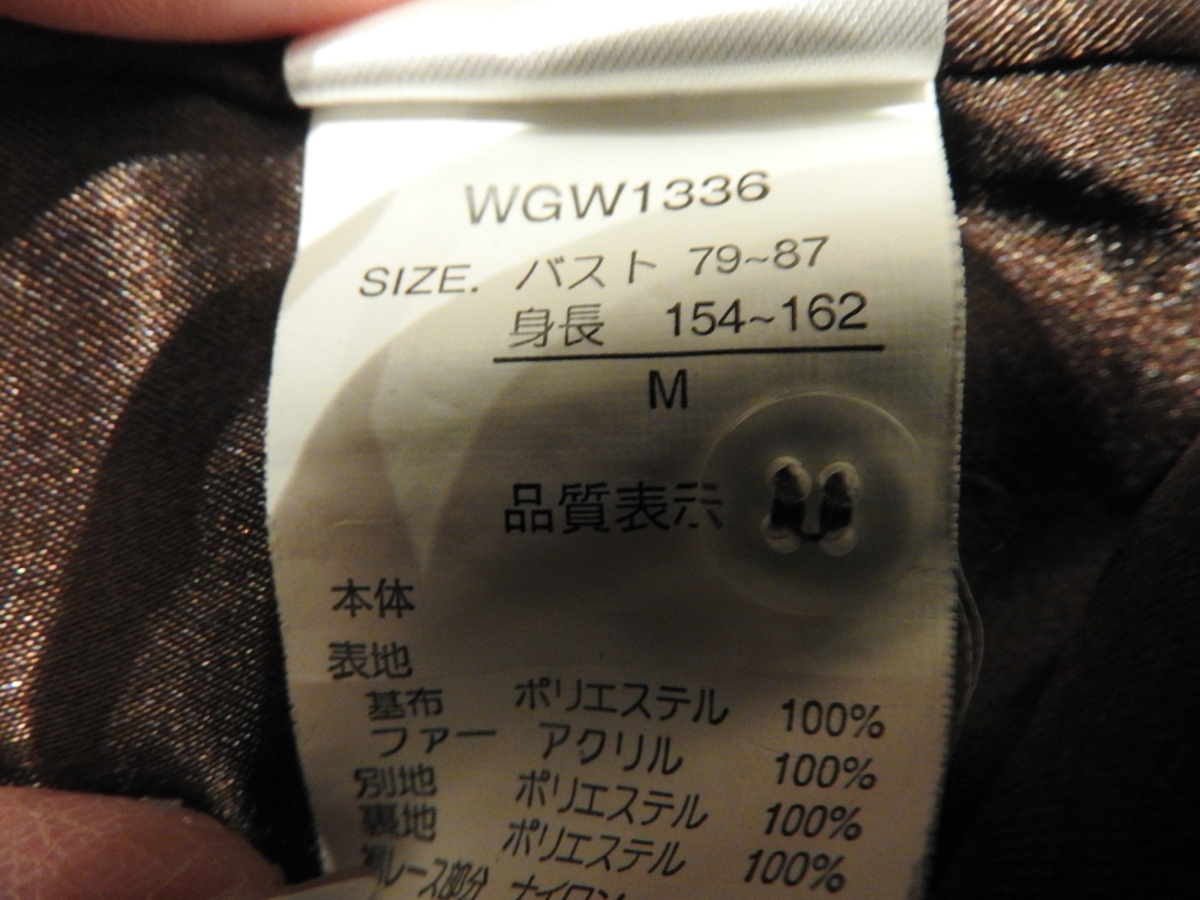 WGW1336
SIZE. バスト 79~87
身長 154~162
M
品質表示
本体
表地
基布 ポリエステル 100%
ファー アクリル 100%
別地 ポリエステル 100%
裏地 ポリエステル 100%
レース部分 ナイロン